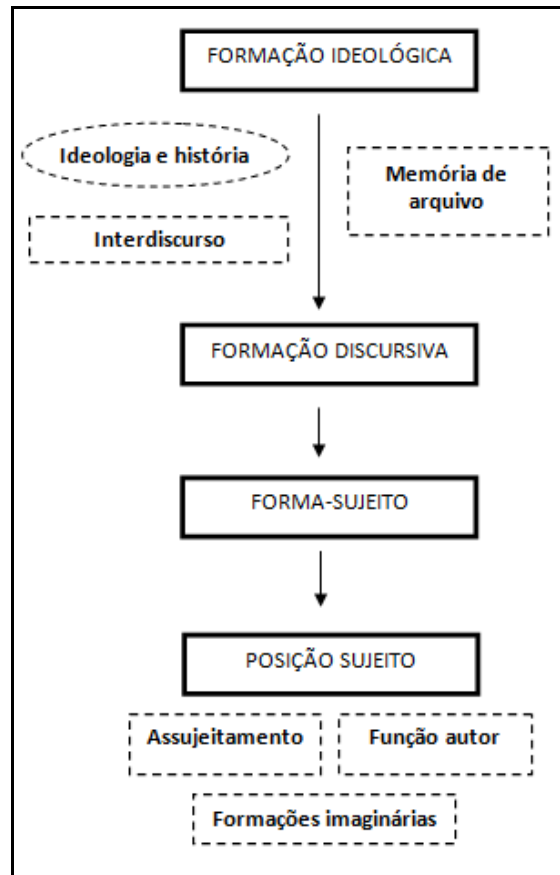 FORMAÇÃO IDEOLÓGICA
Ideologia e história
Memória de
arquivo
Interdiscurso
FORMAÇÃO DISCURSIVA
FORMA-SUJEITO
POSIÇÃO SUJEITO
Assujeitamento
Função autor
Formações imaginárias